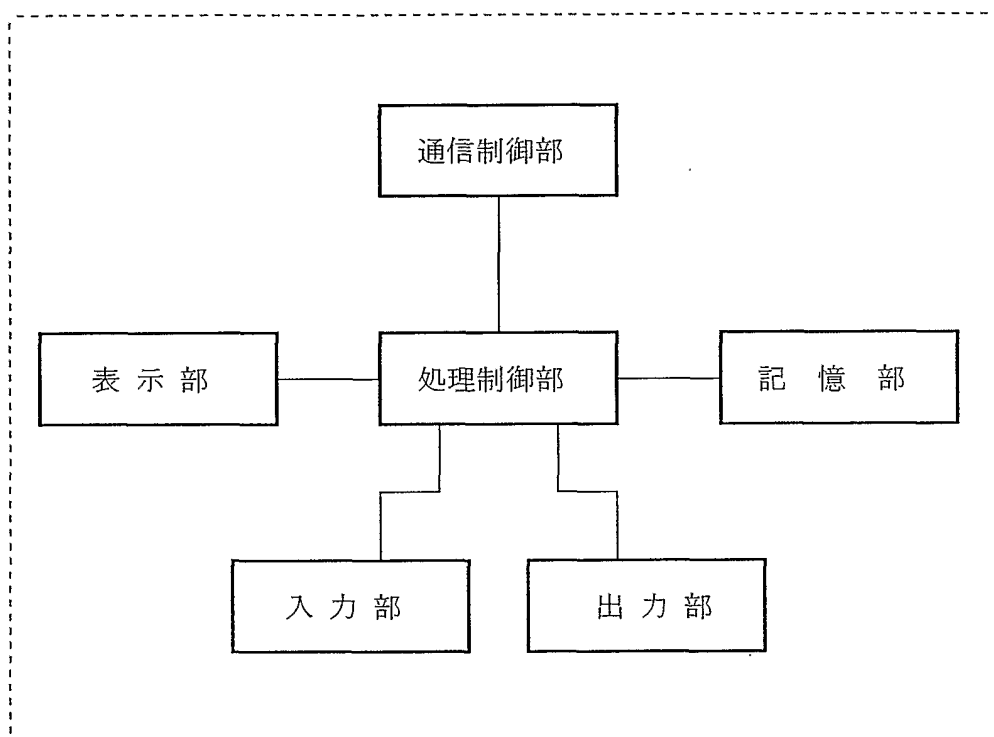 通信制御部
表示部
処理制御部
記憶部
入力部
出力部